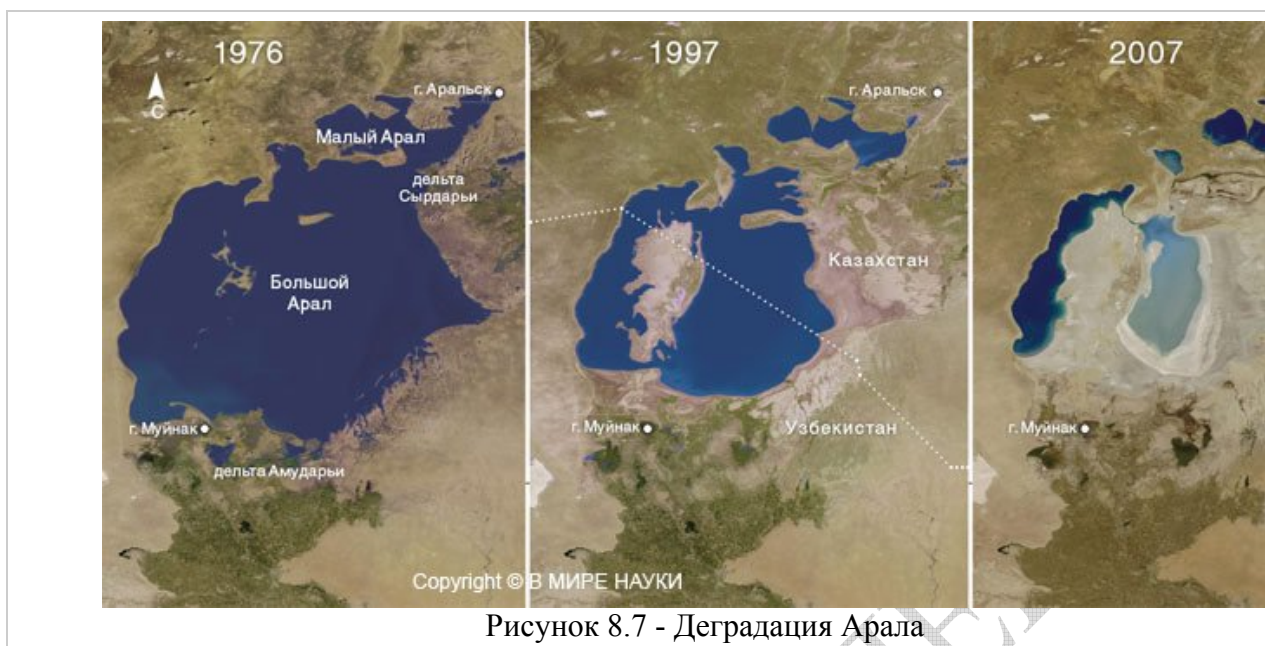 1976
С
г. Аральск
Малый Арал
дельта
Сырдарьи
Большой
Арал
г. Муйнак
дельта Амударьи
1997
г. Аральск
Казахстан
г. Муйнак
Узбекистан
2007
г. Муйнак
Copyright © В МИРЕ НАУКИ
Рисунок 8.7 - Деградация Арала